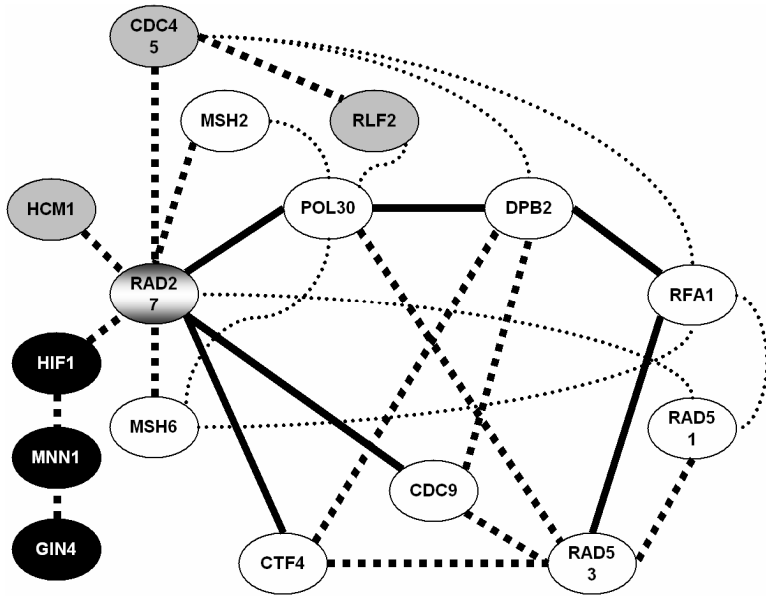 CDC4
5
MSH2
RLF2
HCM1
POL30
DPB2
RAD2
7
RFA1
HIF1
MSH6
RAD5
1
MNN1
CDC9
GIN4
CTF4
RAD5
3